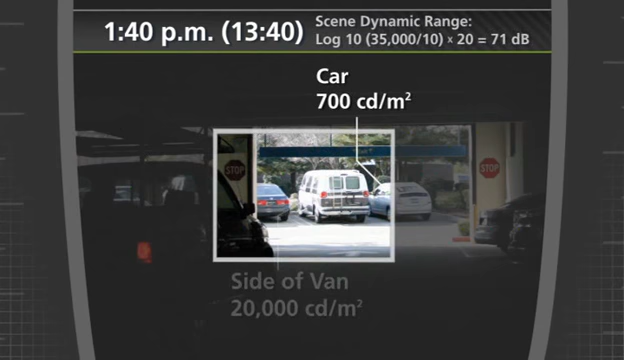 1:40 p.m. (13:40)
Scene Dynamic Range:
Log 10 (35,000/10) x 20 = 71 dB
Car
700 cd/m²
STOP
STOP
Side of Van
20,000 cd/m²